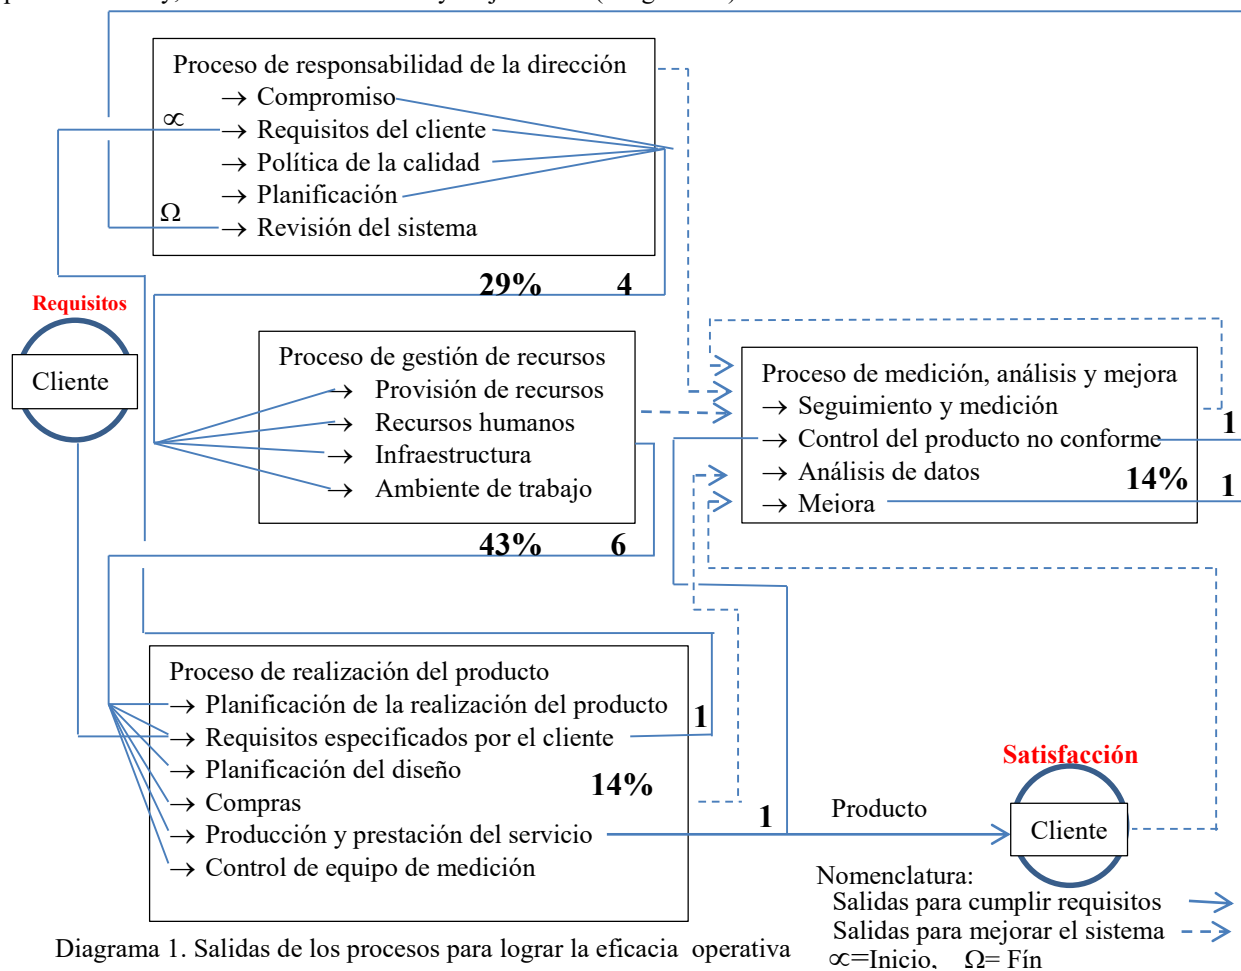 Proceso de responsabilidad de la dirección
→ Compromiso
∝
→ Requisitos del cliente
→ Política de la calidad
→ Planificación
Ω
→ Revisión del sistema
29% 4
Requisitos
Cliente
Proceso de gestión de recursos
→ Provisión de recursos
→ Recursos humanos
→ Infraestructura
→ Ambiente de trabajo
43% 6
Proceso de medición, análisis y mejora
→ Seguimiento y medición
→ Control del producto no conforme
1
→ Análisis de datos
14% 1
→ Mejora
Proceso de realización del producto
→ Planificación de la realización del producto
1
→ Requisitos especificados por el cliente
→ Planificación del diseño
14%
→ Compras
→ Producción y prestación del servicio
→ Control de equipo de medición
1
Producto
Satisfacción
Cliente
Nomenclatura:
Salidas para cumplir requisitos
Salidas para mejorar el sistema
∝=Inicio, Ω= Fín
Diagrama 1. Salidas de los procesos para lograr la eficacia operativa